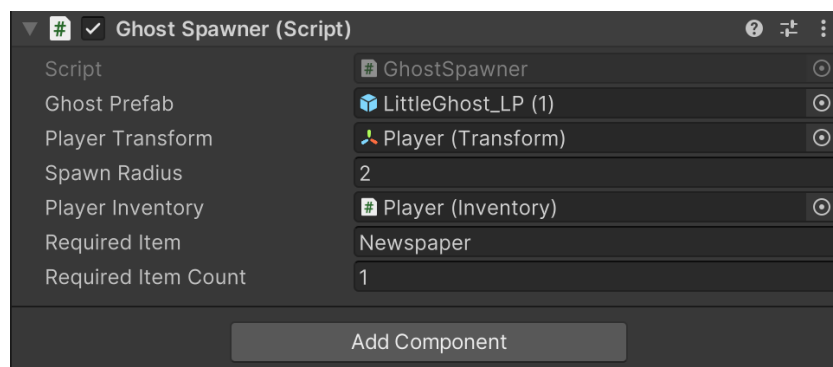 Ghost Spawner (Script)
Script # GhostSpawner
Ghost Prefab LittleGhost_LP (1)
Player Transform Player (Transform)
Spawn Radius 2
Player Inventory # Player (Inventory)
Required Item Newspaper
Required Item Count 1
Add Component